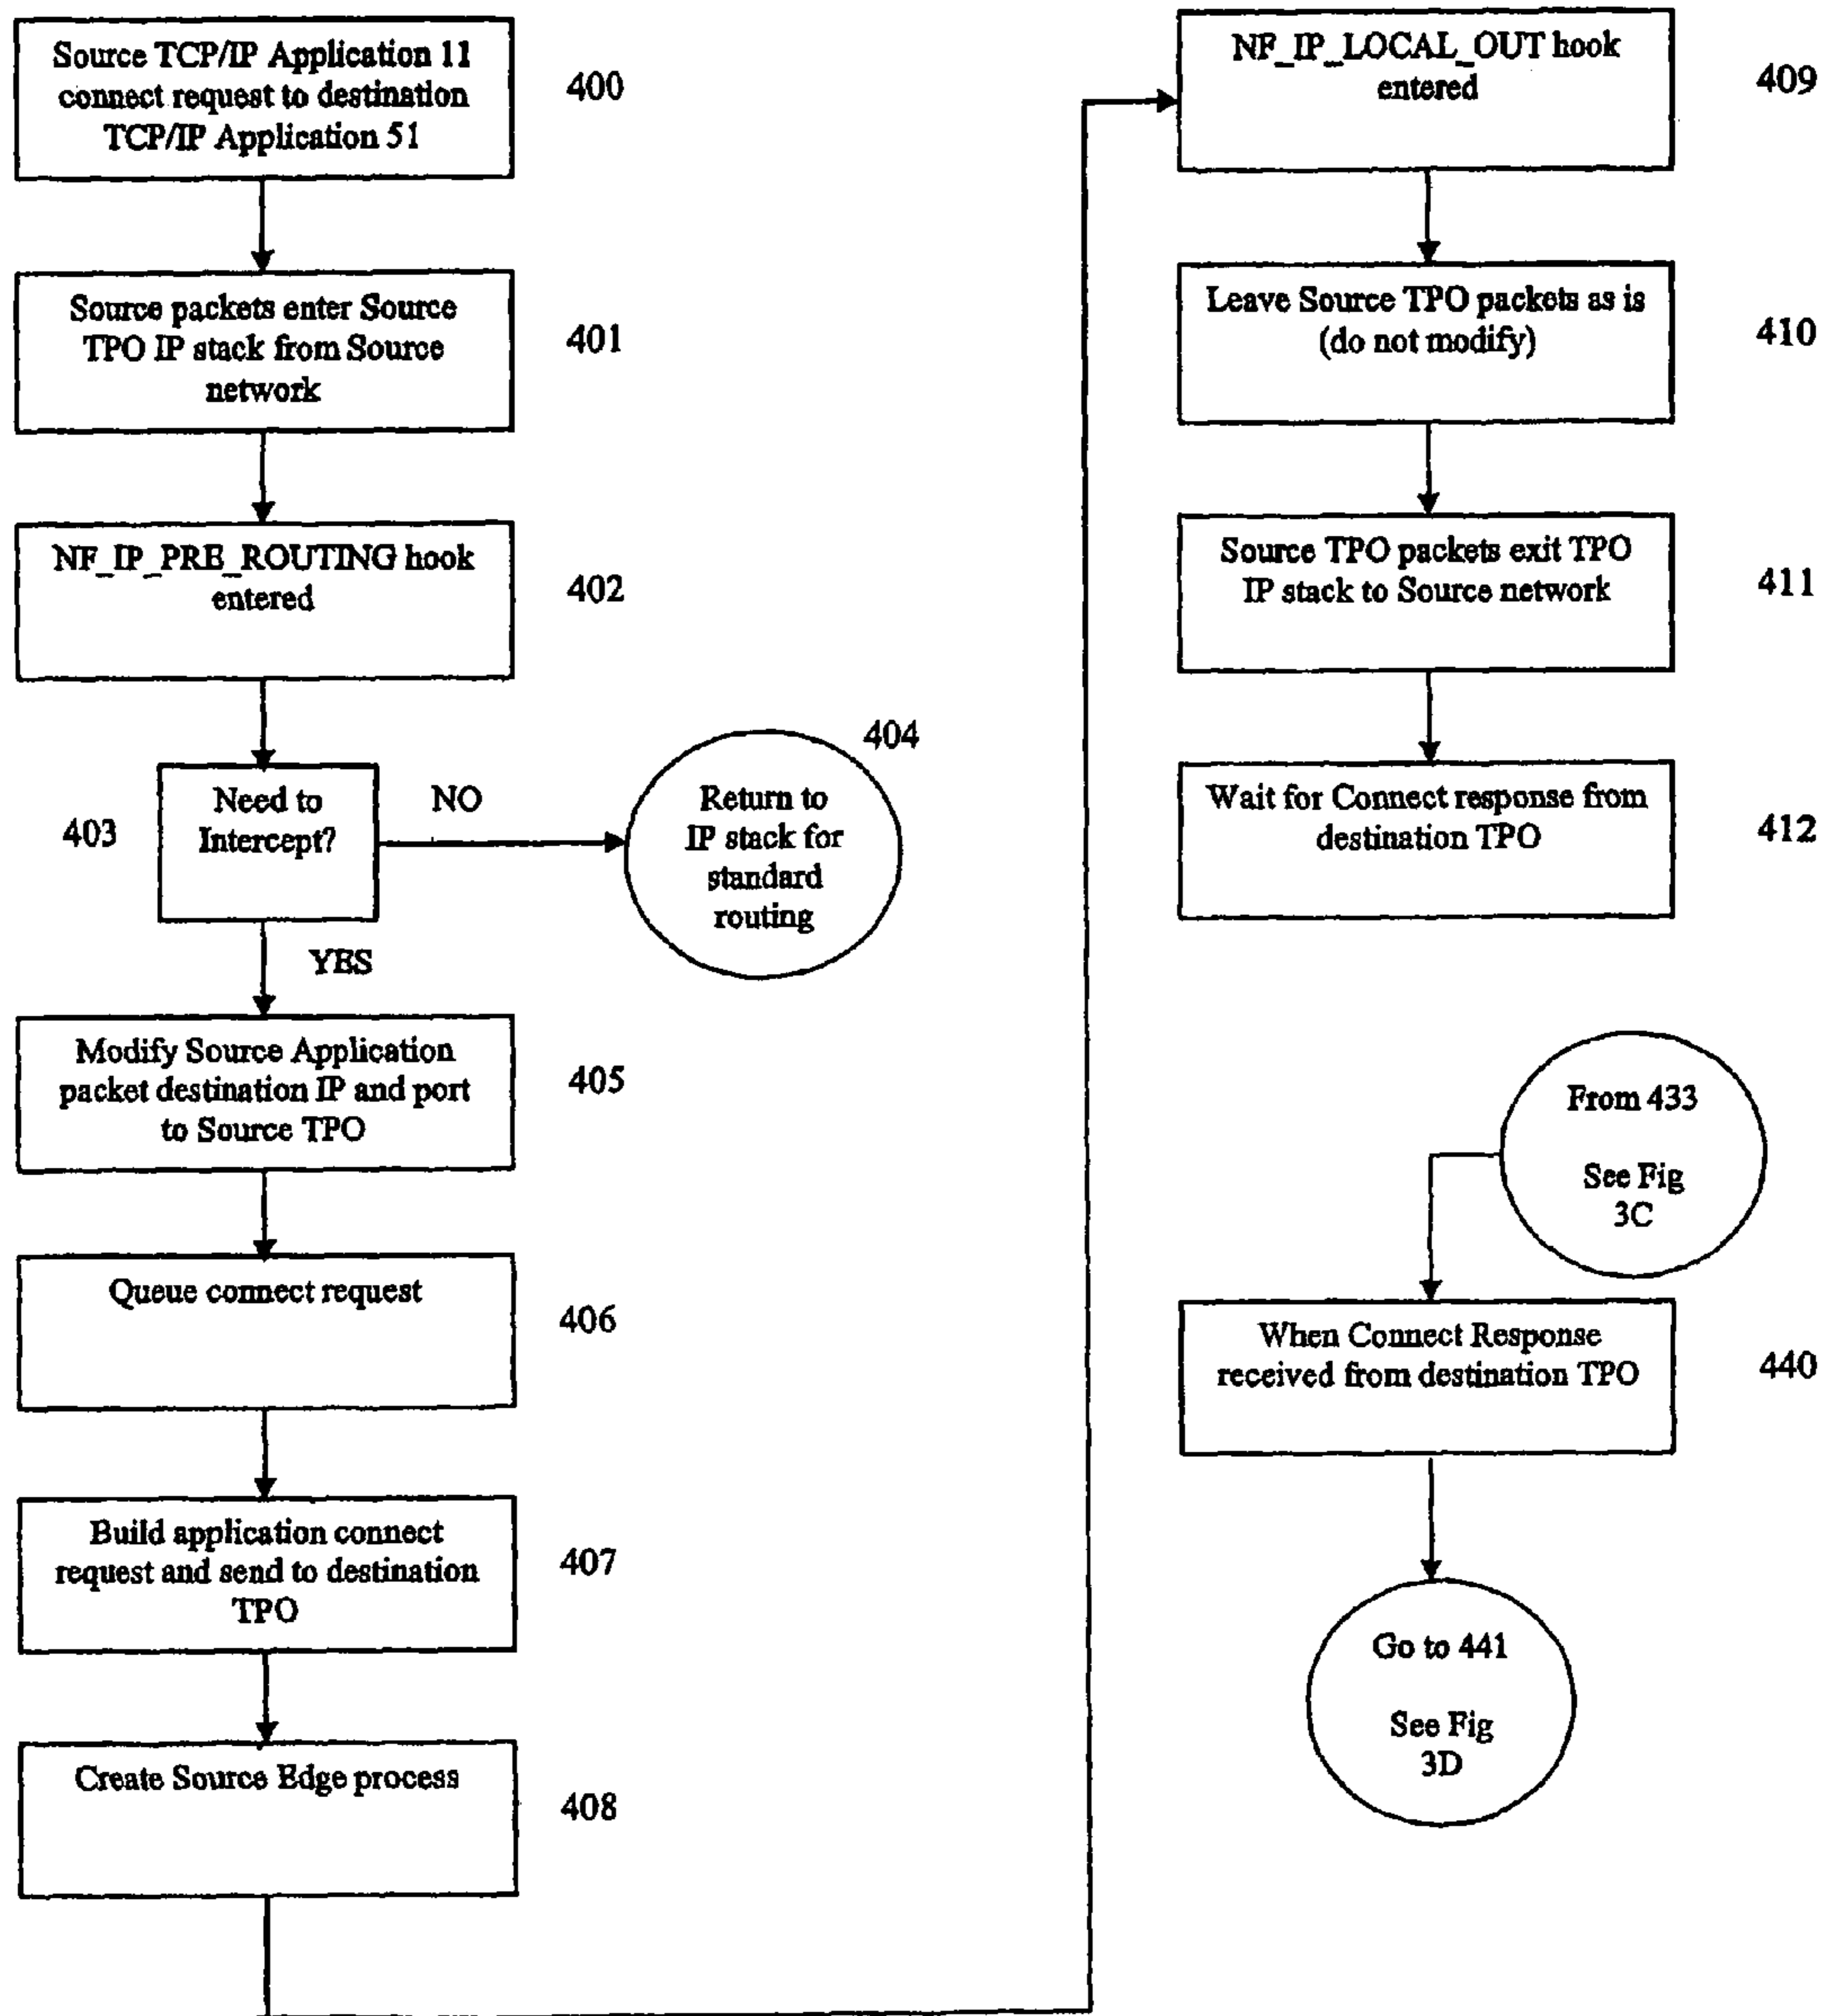 Source TCP/IP Application 11
connect request to destination
TCP/IP Application 51
400
Source packets enter Source
TPO IP stack from Source
network
401
NF_IP_PRE_ROUTING hook
entered
402
Need to
Intercept?
403
NO
404
Return to
IP stack for
standard
routing
YES
Modify Source Application
packet destination IP and port
to Source TPO
405
Queue connect request
406
Build application connect
request and send to destination
TPO
407
Create Source Edge process
408
NF_IP_LOCAL_OUT hook
entered
409
Leave Source TPO packets as is
(do not modify)
410
Source TPO packets exit TPO
IP stack to Source network
411
Wait for Connect response from
destination TPO
412
From 433
See Fig
3C
When Connect Response
received from destination TPO
440
Go to 441
See Fig
3D